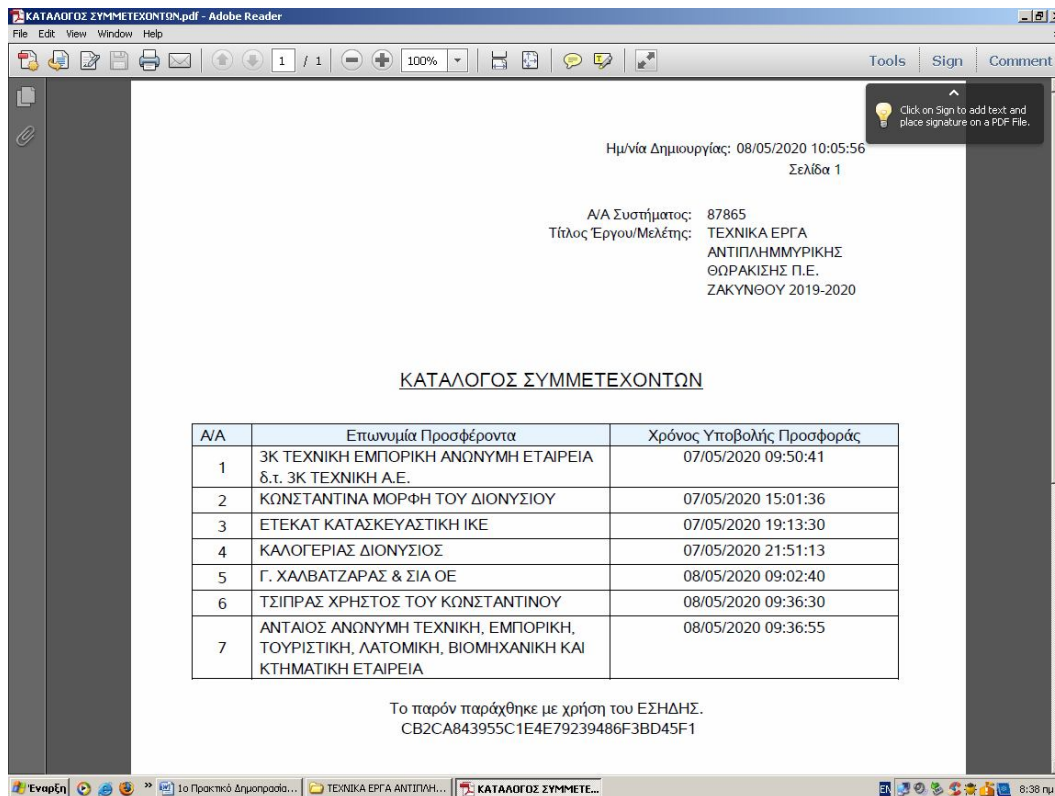 ΚΑΤΑΛΟΓΟΣ ΣΥΜΜΕΤΕΧΟΝΤΩΝ.pdf - Adobe Reader
File Edit View Window Help
1 / 1 100% Tools Sign Comment
Click on Sign to add text and
place signature on a PDF File.
Ημ/νία Δημιουργίας: 08/05/2020 10:05:56
Σελίδα 1
Α/Α Συστήματος: 87865
Τίτλος Έργου/Μελέτης: ΤΕΧΝΙΚΑ ΕΡΓΑ
ΑΝΤΙΠΛΗΜΜΥΡΙΚΗΣ
ΘΩΡΑΚΙΣΗΣ Π.Ε.
ΖΑΚΥΝΘΟΥ 2019-2020
ΚΑΤΑΛΟΓΟΣ ΣΥΜΜΕΤΕΧΟΝΤΩΝ
Α/Α Επωνυμία Προσφέροντα Χρόνος Υποβολής Προσφοράς
1 3Κ ΤΕΧΝΙΚΗ ΕΜΠΟΡΙΚΗ ΑΝΩΝΥΜΗ ΕΤΑΙΡΕΙΑ 07/05/2020 09:50:41
δ.τ. 3Κ ΤΕΧΝΙΚΗ Α.Ε.
2 ΚΩΝΣΤΑΝΤΙΝΑ ΜΟΡΦΗ ΤΟΥ ΔΙΟΝΥΣΙΟΥ 07/05/2020 15:01:36
3 ΕΤΕΚΑΤ ΚΑΤΑΣΚΕΥΑΣΤΙΚΗ ΙΚΕ 07/05/2020 19:13:30
4 ΚΑΛΟΓΕΡΙΑΣ ΔΙΟΝΥΣΙΟΣ 07/05/2020 21:51:13
5 Γ. ΧΑΛΒΑΤΖΑΡΑΣ & ΣΙΑ ΟΕ 08/05/2020 09:02:40
6 ΤΣΙΠΡΑΣ ΧΡΗΣΤΟΣ ΤΟΥ ΚΩΝΣΤΑΝΤΙΝΟΥ 08/05/2020 09:36:30
ΑΝΤΑΙΟΣ ΑΝΩΝΥΜΗ ΤΕΧΝΙΚΗ, ΕΜΠΟΡΙΚΗ, 08/05/2020 09:36:55
7 ΤΟΥΡΙΣΤΙΚΗ, ΛΑΤΟΜΙΚΗ, ΒΙΟΜΗΧΑΝΙΚΗ ΚΑΙ
ΚΤΗΜΑΤΙΚΗ ΕΤΑΙΡΕΙΑ
Το παρόν παράχθηκε με χρήση του ΕΣΗΔΗΣ.
CB2CA843955C1E4E79239486F3BD45F1
Έναρξη » 1ο Πρακτικό Δημοπρασία... ΤΕΧΝΙΚΑ ΕΡΓΑ ΑΝΤΙΠΛΗ... ΚΑΤΑΛΟΓΟΣ ΣΥΜΜΕΤΕ... EN 8:38 πμ